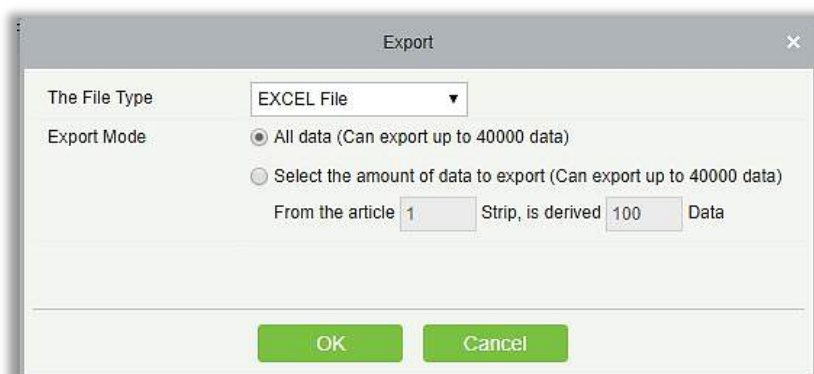 Export
The File Type EXCEL File
Export Mode All data (Can export up to 40000 data)
Select the amount of data to export (Can export up to 40000 data)
From the article 1 Strip, is derived 100 Data
OK Cancel